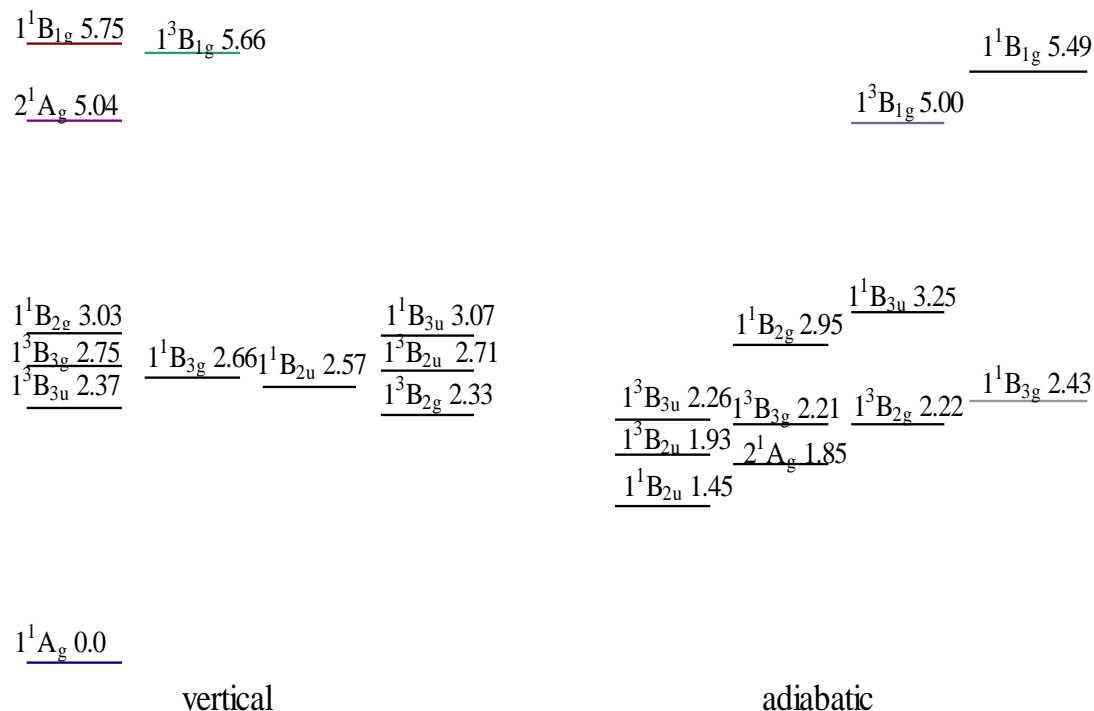 1¹B₁g 5.75
1³B₁g 5.66
2¹Ag 5.04
1¹B₂g 3.03
1³B₃g 2.75
1³B₃u 2.37
1¹B₃g 2.66
1¹B₂u 2.57
1¹B₃u 3.07
1³B₂u 2.71
1³B₂g 2.33
1¹Ag 0.0
vertical
1¹B₁g 5.49
1³B₁g 5.00
1¹B₃u 3.25
1¹B₂g 2.95
1¹B₃g 2.43
1³B₃u 2.26
1³B₃g 2.21
1³B₂g 2.22
1³B₂u 1.93
2¹Ag 1.85
1¹B₂u 1.45
adiabatic